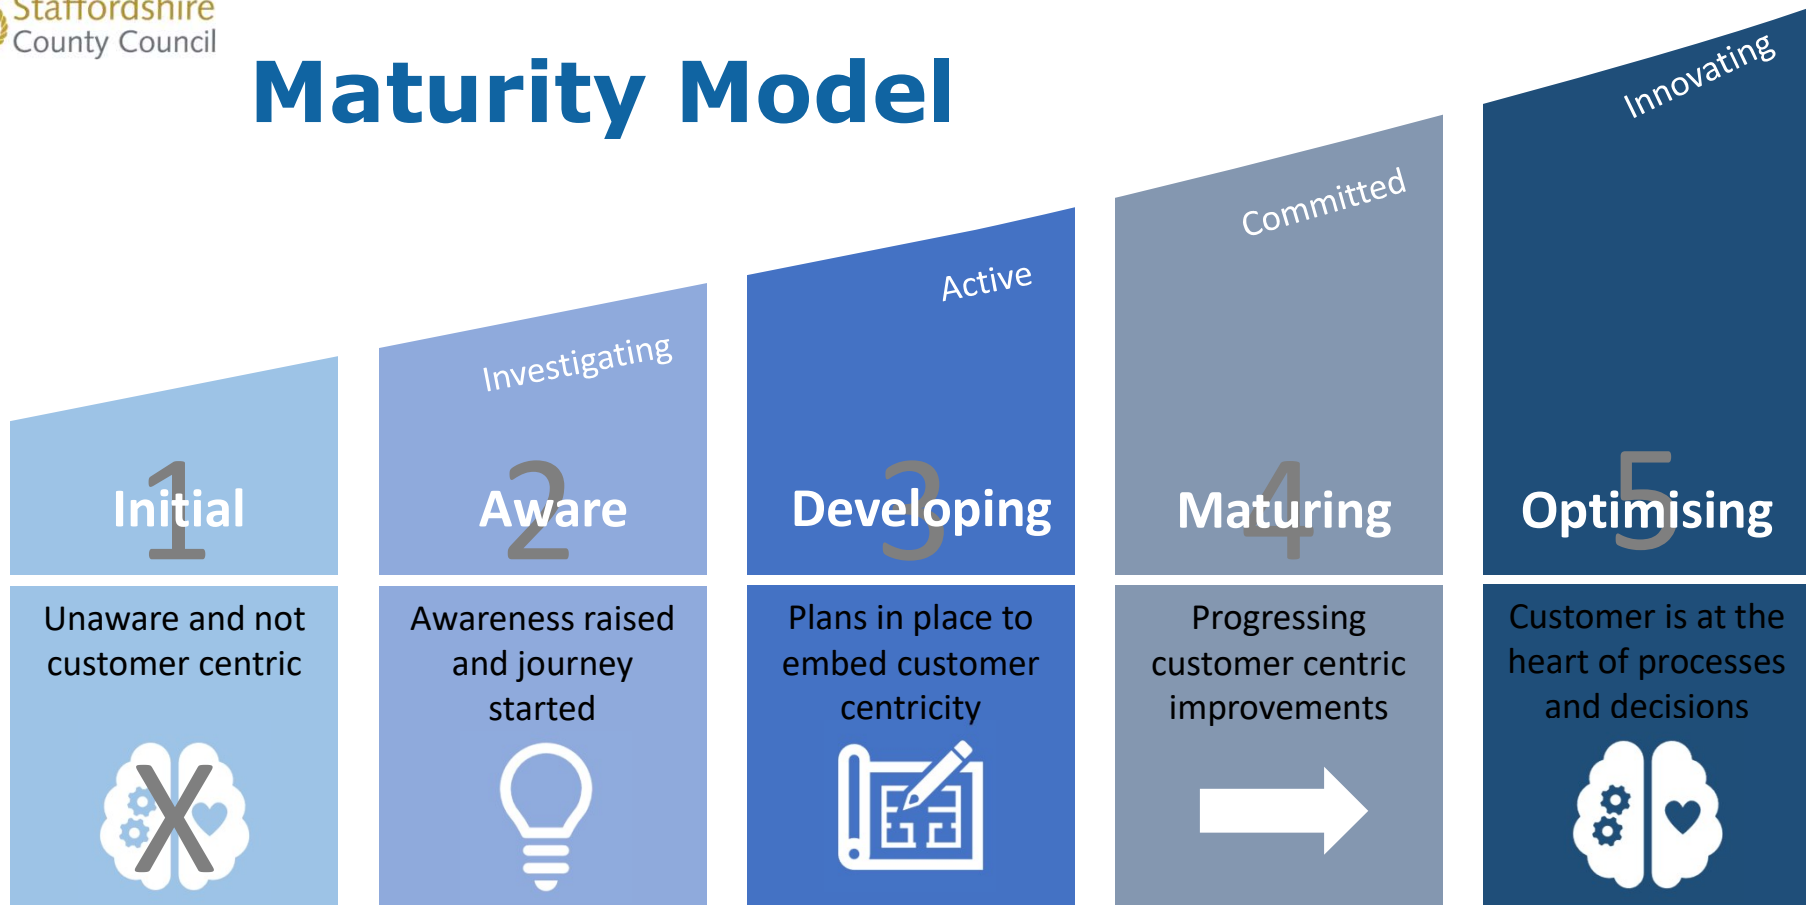 Staffordshire
County Council
Maturity Model
Investigating
Active
Committed
Innovating
1
Initial
2
Aware
3
Developing
4
Maturing
5
Optimising
Unaware and not
customer centric
X
Awareness raised
and journey
started
Plans in place to
embed customer
centricity
Progressing
customer centric
improvements
Customer is at the
heart of processes
and decisions